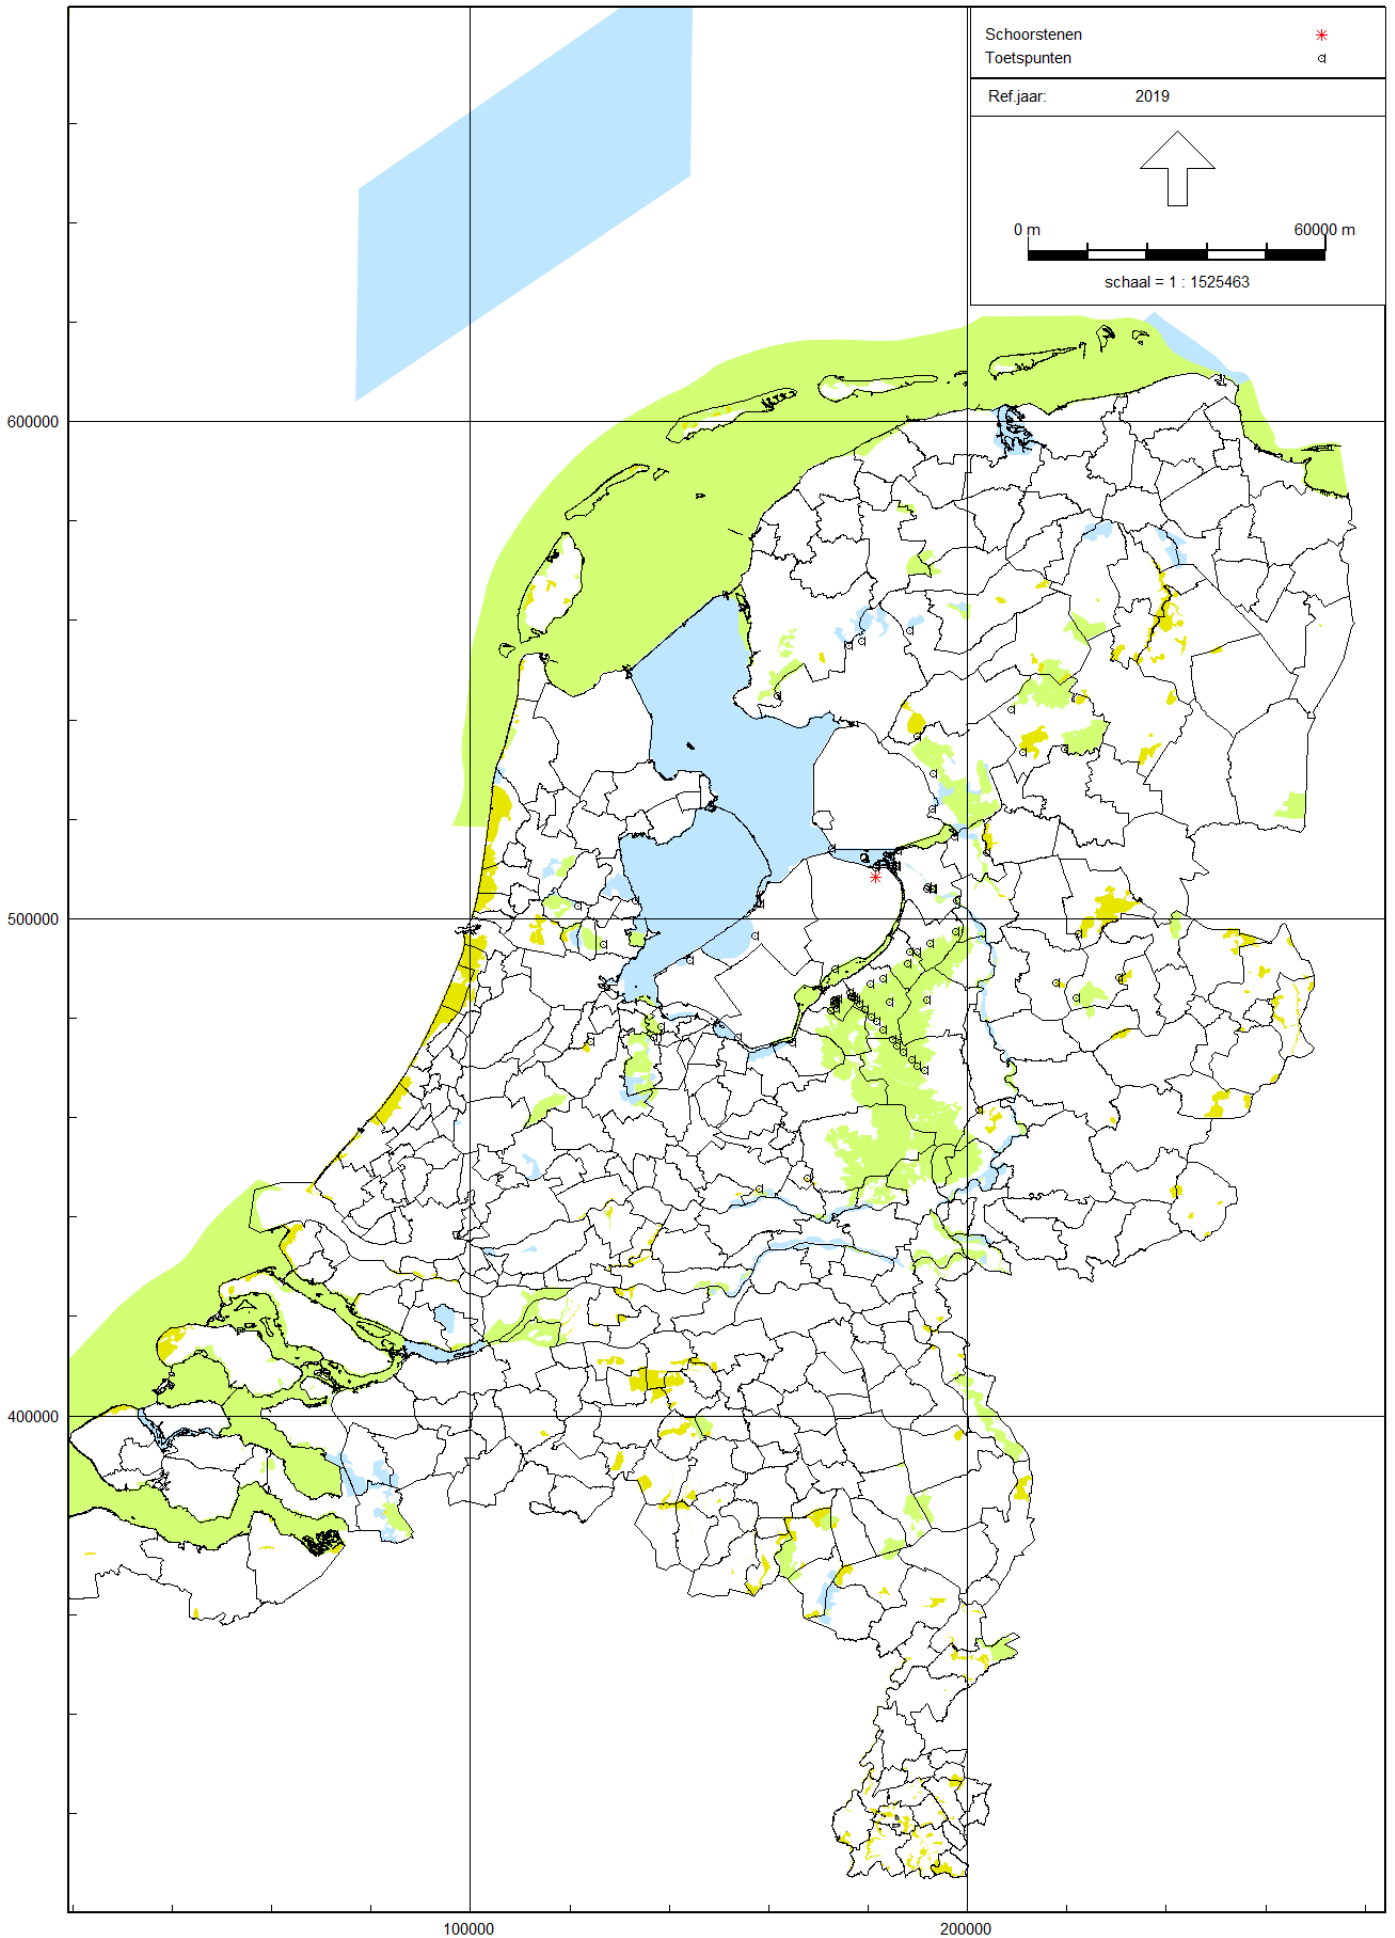 Schoorstenen
Toetspunten
Ref.jaar: 2019
0 m 60000 m
schaal = 1 : 1525463
600000
500000
400000
100000 200000